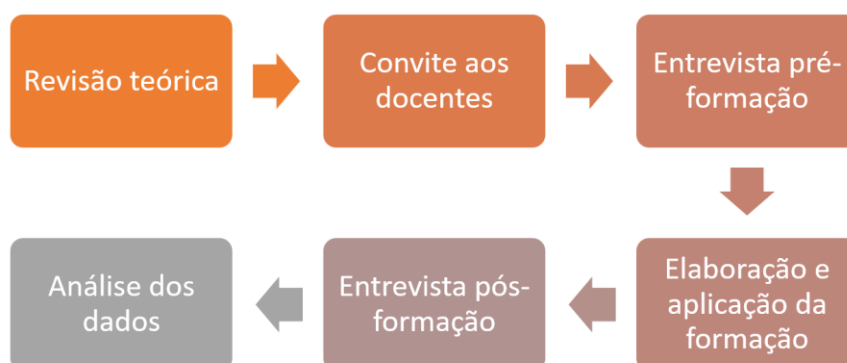 Revisão teórica
Convite aos
docentes
Entrevista pré-
formação
Elaboração e
aplicação da
formação
Entrevista pós-
formação
Análise dos
dados